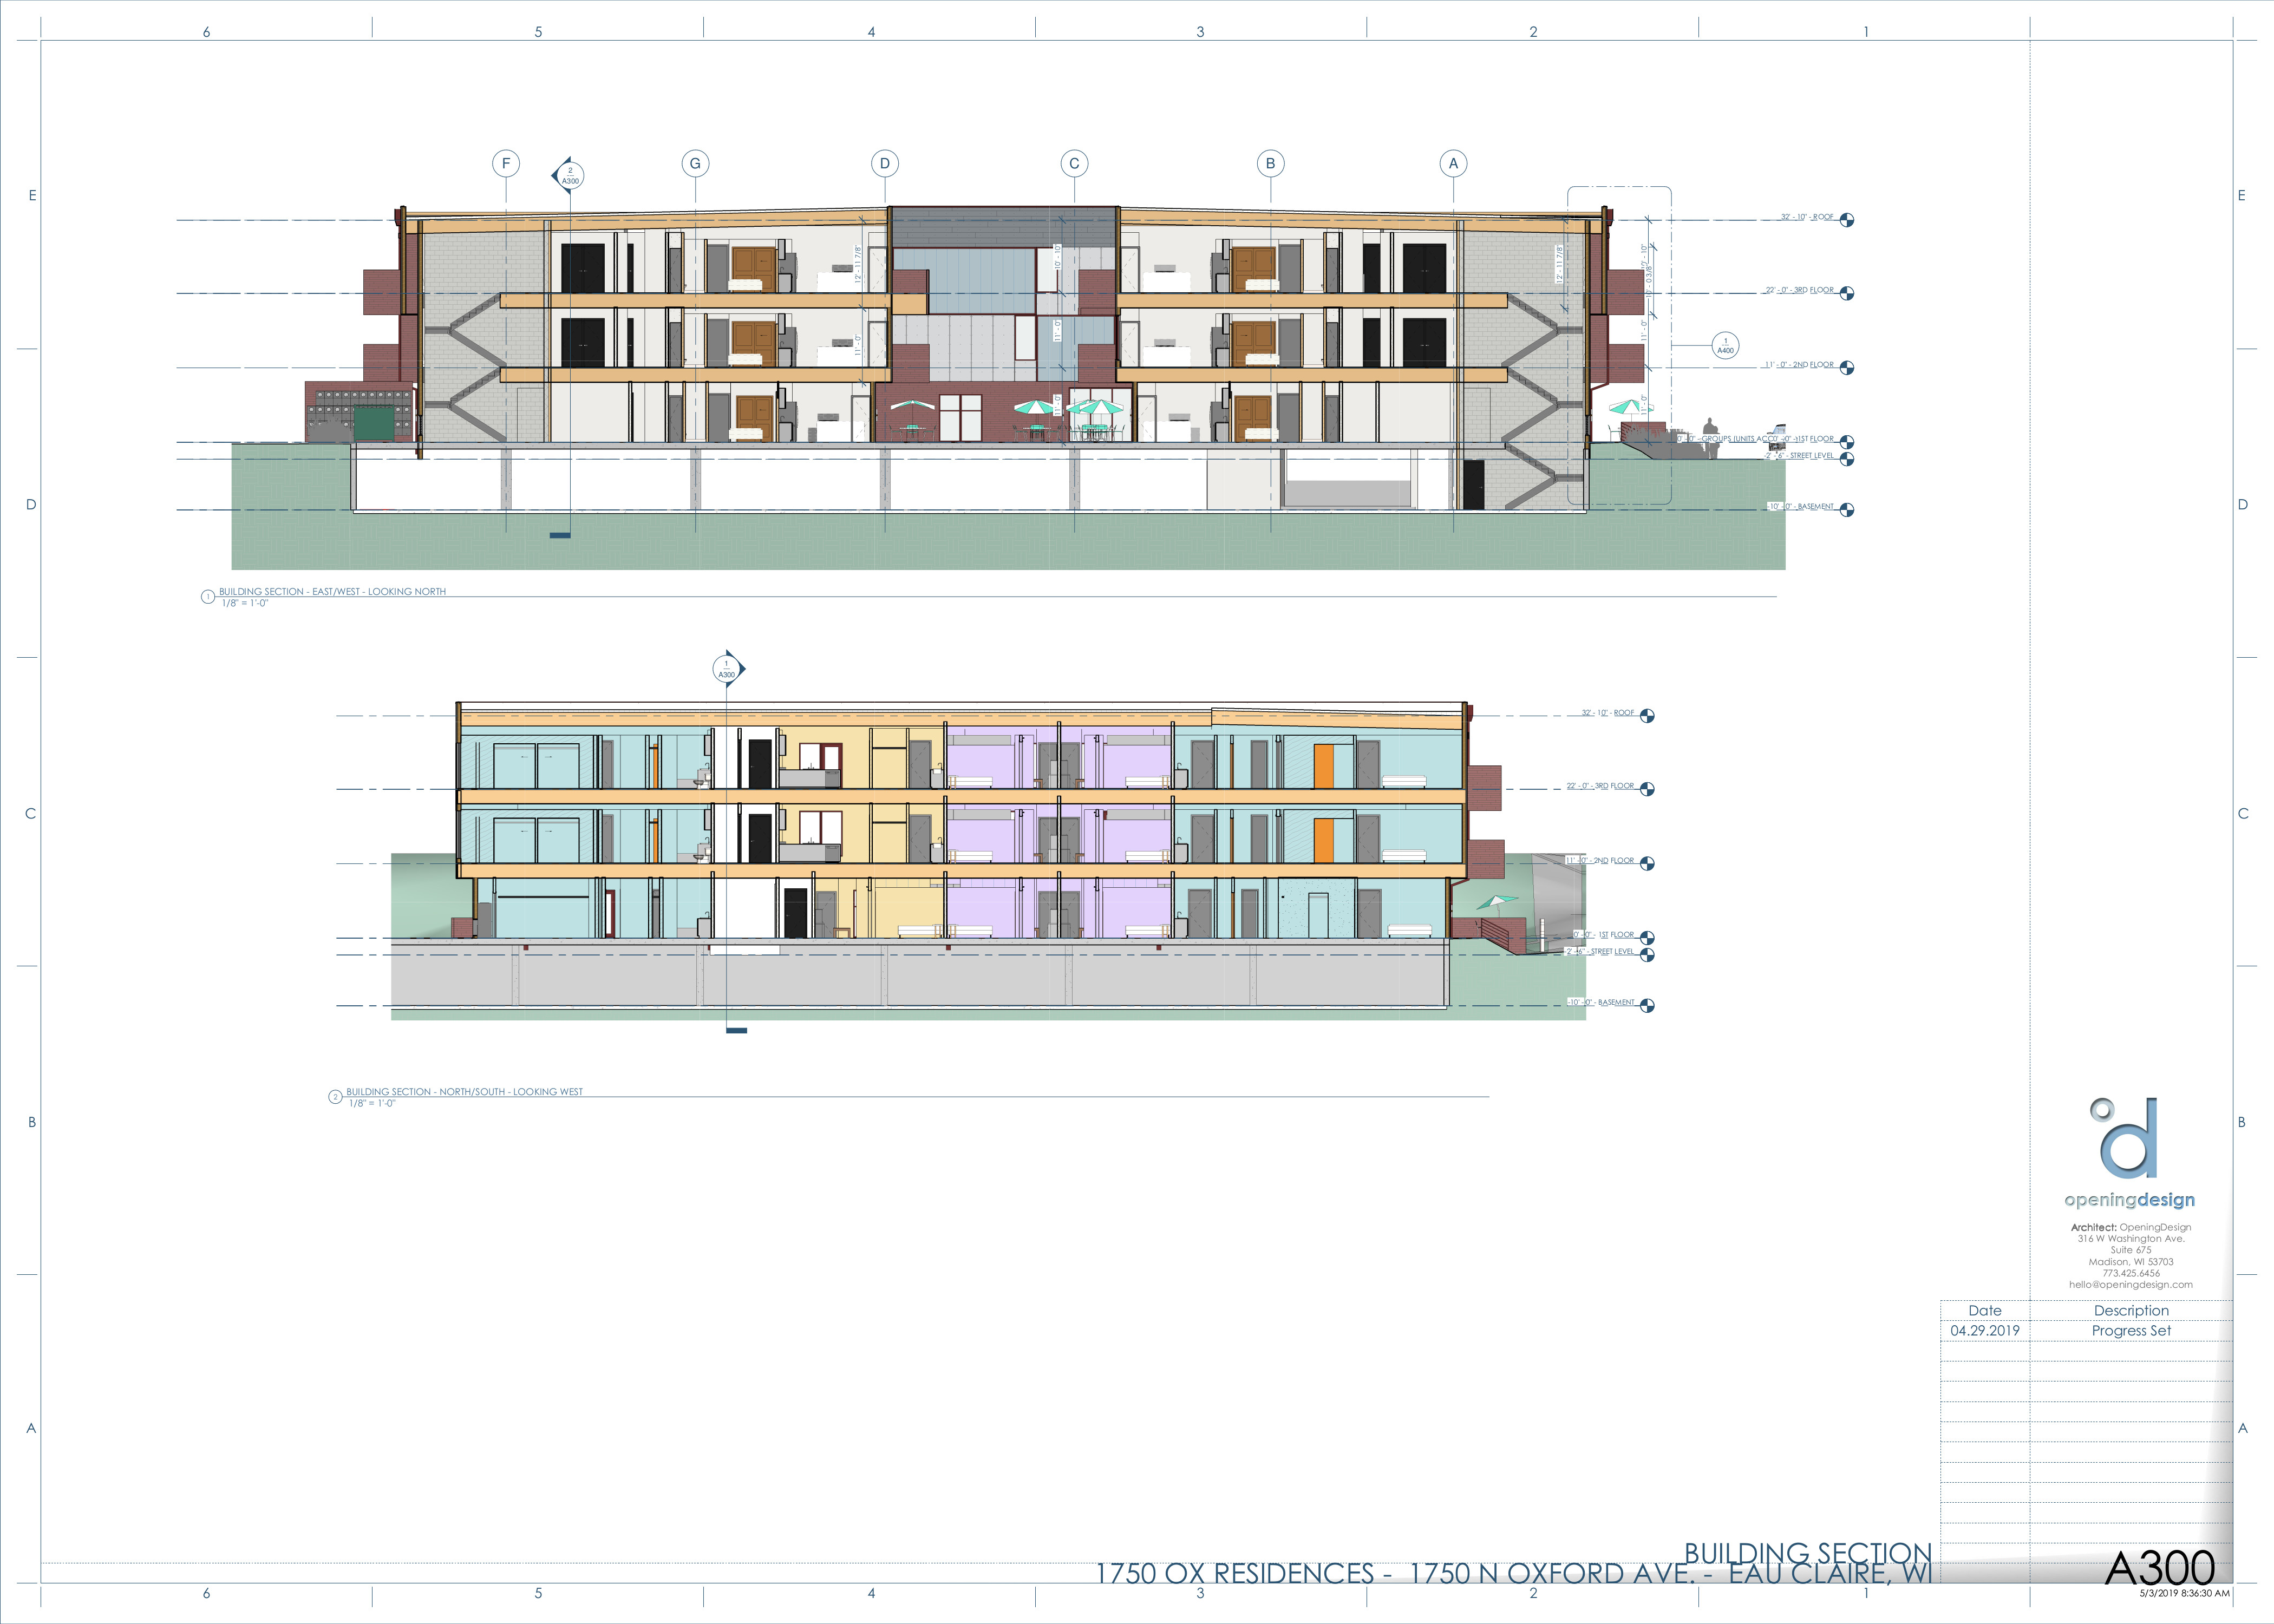 6 5 4 3 2 1
E E
D D
C C
B B
A A
F G D C B A
2
A300
32' - 10" - ROOF
22' - 0" - 3RD FLOOR
11' - 0" - 2ND FLOOR
1ST FLOOR
-2' - 6" - STREET LEVEL
-10' - 0" - BASEMENT
12' - 11 7/8"
11' - 0"
10' - 10"
11' - 0"
11' - 0"
12' - 11 7/8"
10' - 10"
10' - 0 3/8"
11' - 0"
11' - 0"
1
A400
1 BUILDING SECTION - EAST/WEST - LOOKING NORTH
1/8" = 1'-0"
1
A300
32' - 10" - ROOF
22' - 0" - 3RD FLOOR
11' - 0" - 2ND FLOOR
0' - 0" - 1ST FLOOR
-2' - 6" - STREET LEVEL
-10' - 0" - BASEMENT
2 BUILDING SECTION - NORTH/SOUTH - LOOKING WEST
1/8" = 1'-0"
openingdesign
Architect: OpeningDesign
316 W Washington Ave.
Suite 675
Madison, WI 53703
773.425.6456
hello@openingdesign.com
Date Description
04.29.2019 Progress Set
BUILDING SECTION
1750 OX RESIDENCES - 1750 N OXFORD AVE. - EAU CLAIRE, WI
A300
5/3/2019 8:36:30 AM
6 5 4 3 2 1